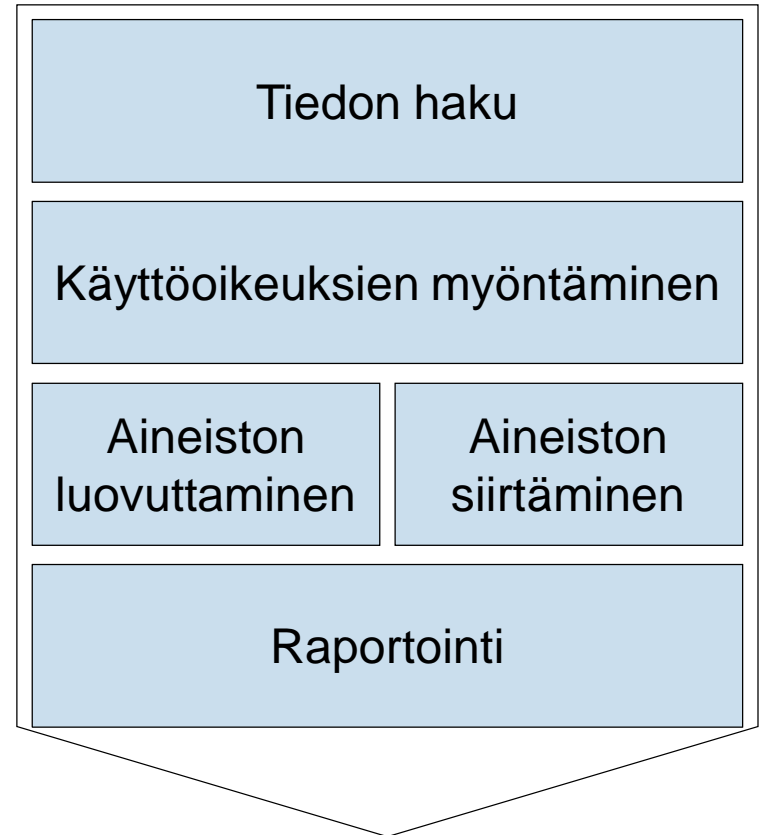 Tiedon haku
Käyttöoikeuksien myöntäminen
Aineiston
luovuttaminen
Aineiston
siirtäminen
Raportointi